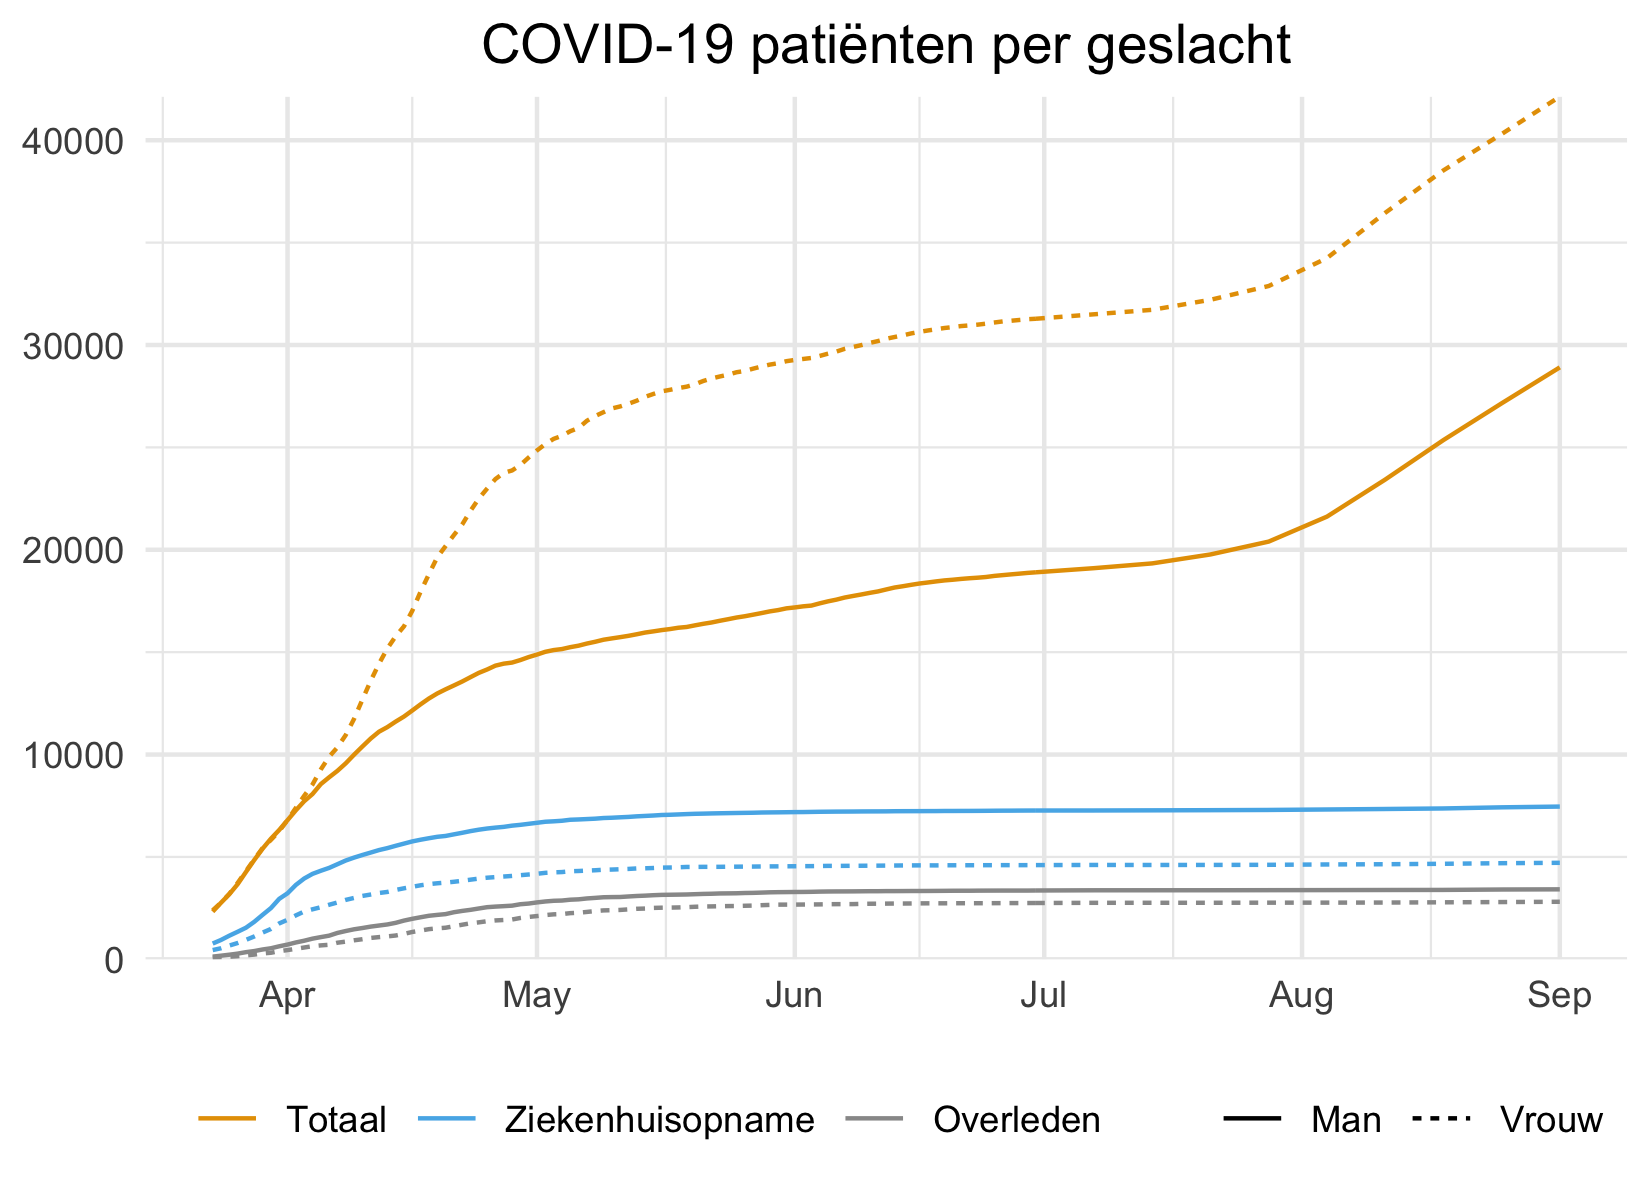 COVID-19 patiënten per geslacht
40000
30000
20000
10000
0
Apr May Jun Jul Aug Sep
Totaal Ziekenhuisopname Overleden Man Vrouw